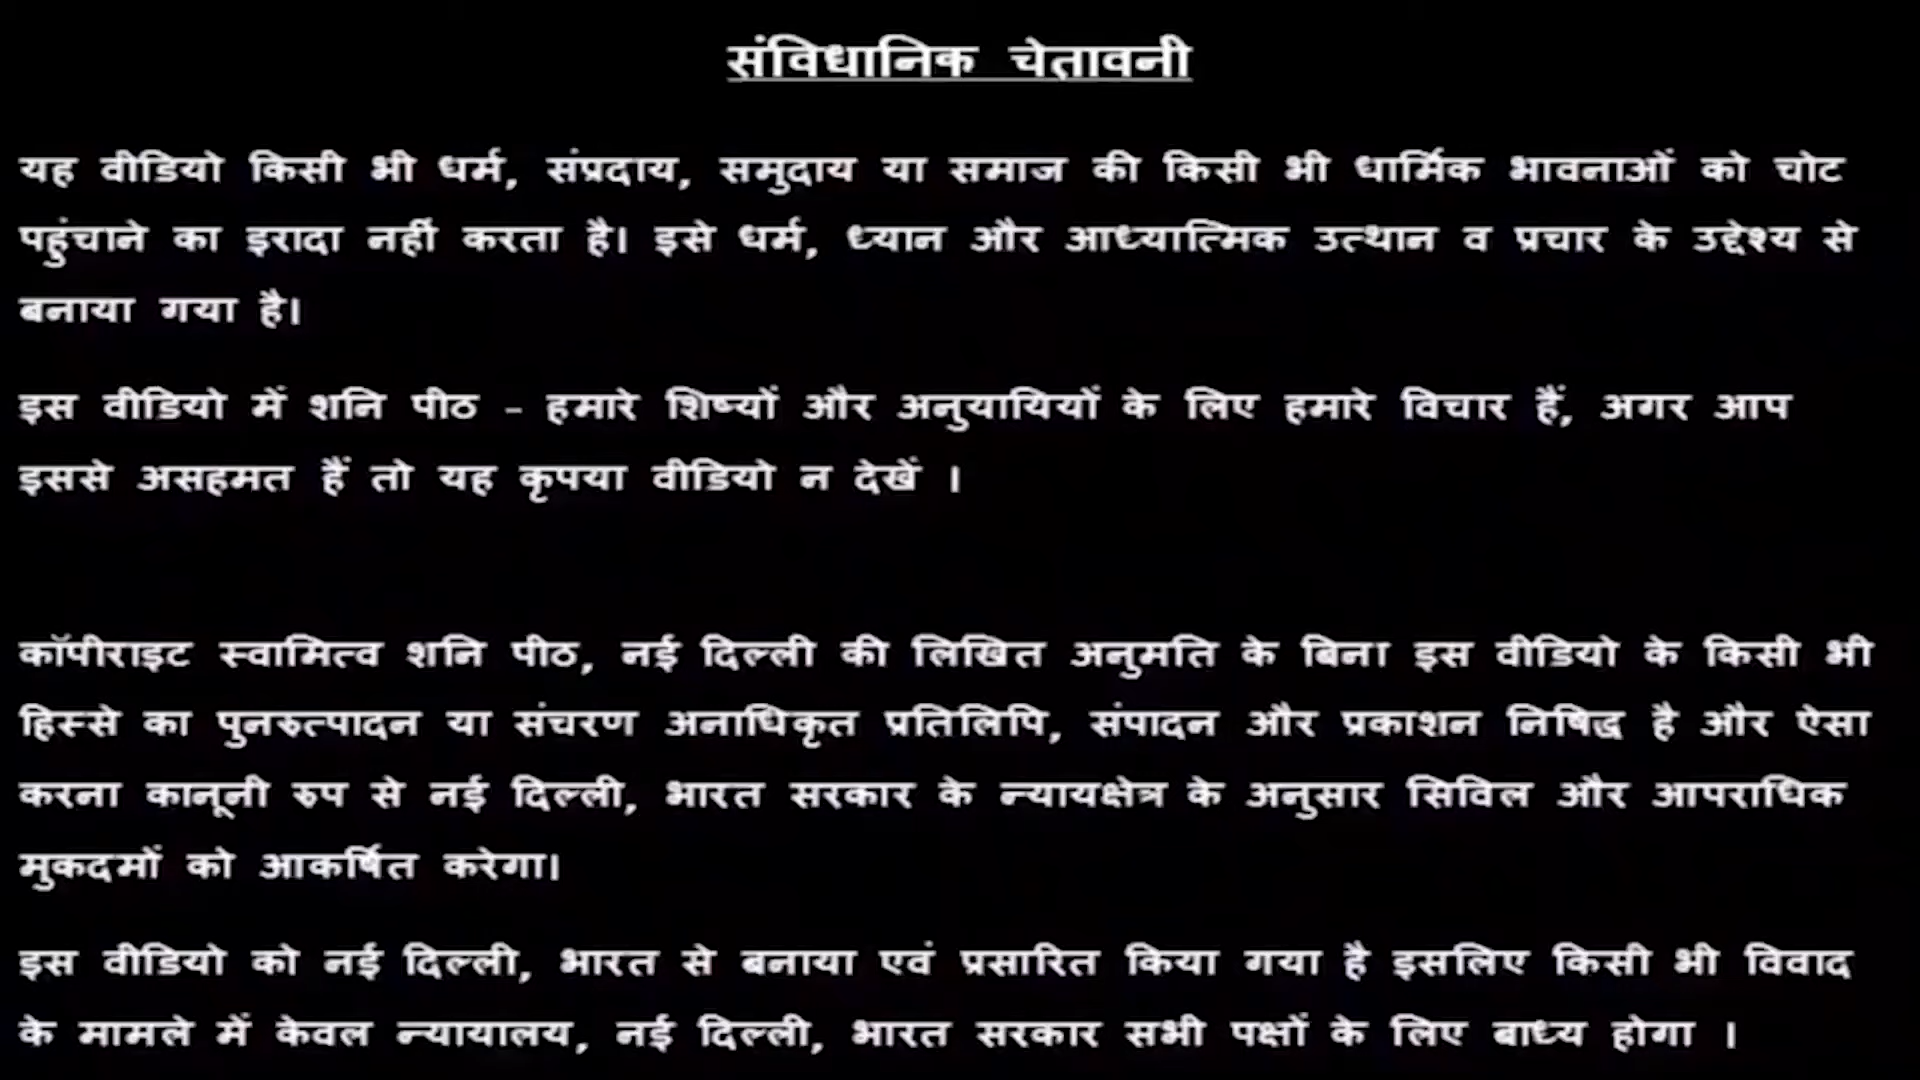 संविधानिक चेतावनी
यह वीडियो किसी भी धर्म, संप्रदाय, समुदाय या समाज की किसी भी धार्मिक भावनाओं को चोट
पहुंचाने का इरादा नहीं करता है। इसे धर्म, ध्यान और आध्यात्मिक उत्थान व प्रचार के उद्देश्य से
बनाया गया है।
इस वीडियो में शनि पीठ – हमारे शिष्यों और अनुयायियों के लिए हमारे विचार हैं, अगर आप
इससे असहमत हैं तो यह कृपया वीडियो न देखें ।
कॉपीराइट स्वामित्व शनि पीठ, नई दिल्ली की लिखित अनुमति के बिना इस वीडियो के किसी भी
हिस्से का पुनरुत्पादन या संचरण अनाधिकृत प्रतिलिपि, संपादन और प्रकाशन निषिद्ध है और ऐसा
करना कानूनी रुप से नई दिल्ली, भारत सरकार के न्यायक्षेत्र के अनुसार सिविल और आपराधिक
मुकदमों को आकर्षित करेगा।
इस वीडियो को नई दिल्ली, भारत से बनाया एवं प्रसारित किया गया है इसलिए किसी भी विवाद
के मामले में केवल न्यायालय, नई दिल्ली, भारत सरकार सभी पक्षों के लिए बाध्य होगा ।